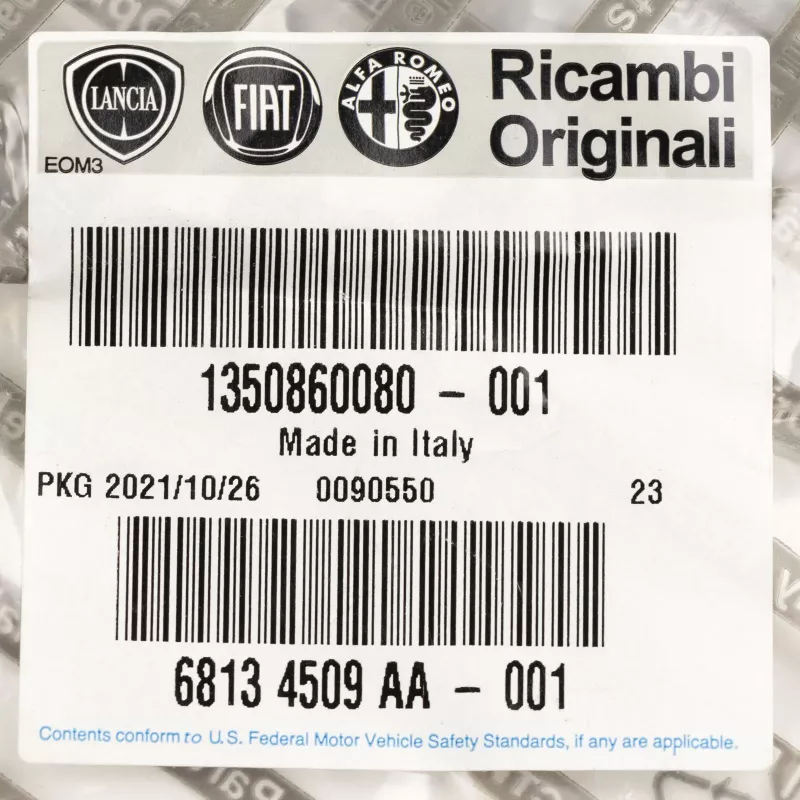 LANCIA
FIAT
ALFA ROMEO
Ricambi
Originali
EOM3
1350860080 - 001
Made in Italy
PKG 2021/10/26 0090550 23
6813 4509 AA - 001
Contents conform to U.S. Federal Motor Vehicle Safety Standards, if any are applicable.